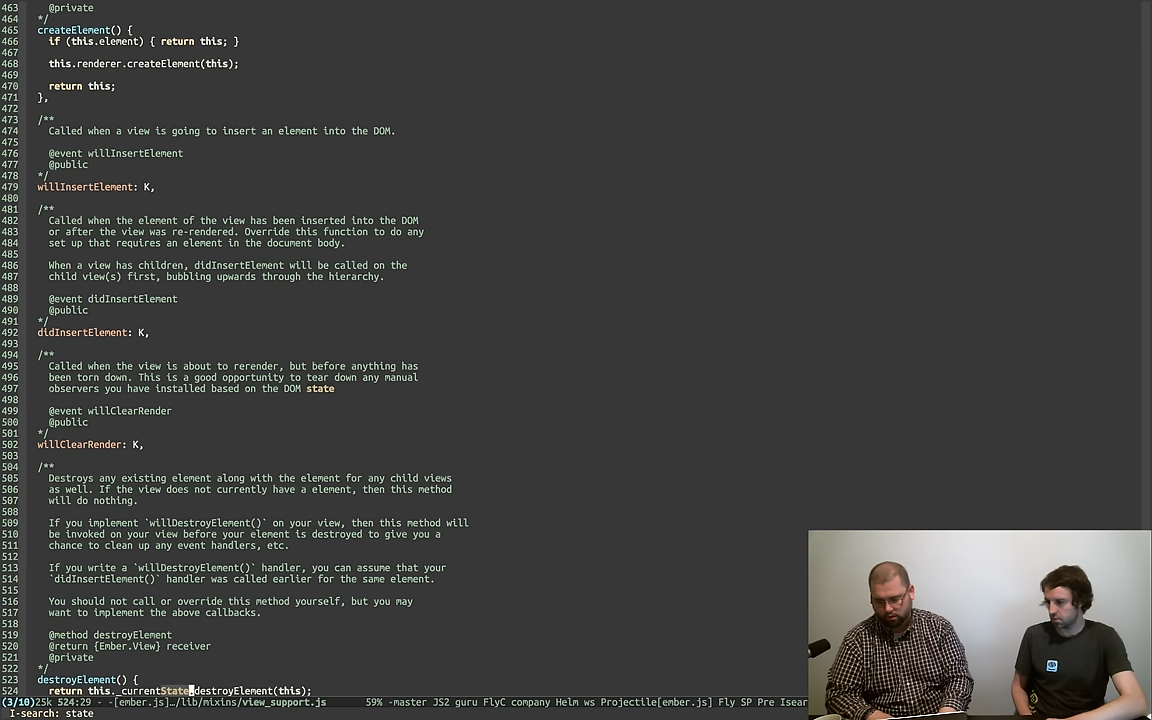 463     @private
464   */
465   createElement() {
466     if (this.element) { return this; }
467
468     this.renderer.createElement(this);
469
470     return this;
471   },
472
473   /**
474     Called when a view is going to insert an element into the DOM.
475
476     @event willInsertElement
477     @public
478   */
479   willInsertElement: K,
480
481   /**
482     Called when the element of the view has been inserted into the DOM
483     or after the view was re-rendered. Override this function to do any
484     set up that requires an element in the document body.
485
486     When a view has children, didInsertElement will be called on the
487     child view(s) first, bubbling upwards through the hierarchy.
488
489     @event didInsertElement
490     @public
491   */
492   didInsertElement: K,
493
494   /**
495     Called when the view is about to rerender, but before anything has
496     been torn down. This is a good opportunity to tear down any manual
497     observers you have installed based on the DOM state
498
499     @event willClearRender
500     @public
501   */
502   willClearRender: K,
503
504   /**
505     Destroys any existing element along with the element for any child views
506     as well. If the view does not currently have a element, then this method
507     will do nothing.
508
509     If you implement `willDestroyElement()` on your view, then this method will
510     be invoked on your view before your element is destroyed to give you a
511     chance to clean up any event handlers, etc.
512
513     If you write a `willDestroyElement()` handler, you can assume that your
514     `didInsertElement()` handler was called earlier for the same element.
515
516     You should not call or override this method yourself, but you may
517     want to implement the above callbacks.
518
519     @method destroyElement
520     @return {Ember.View} receiver
521     @private
522   */
523   destroyElement() {
524     return this._currentState.destroyElement(this);
(3/10)25k 524:29 - -[ember.js]…/lib/mixins/view_support.js 59% -master JS2 guru FlyC company Helm ws Projectile[ember.js] Fly SP Pre Isear
I-search: state